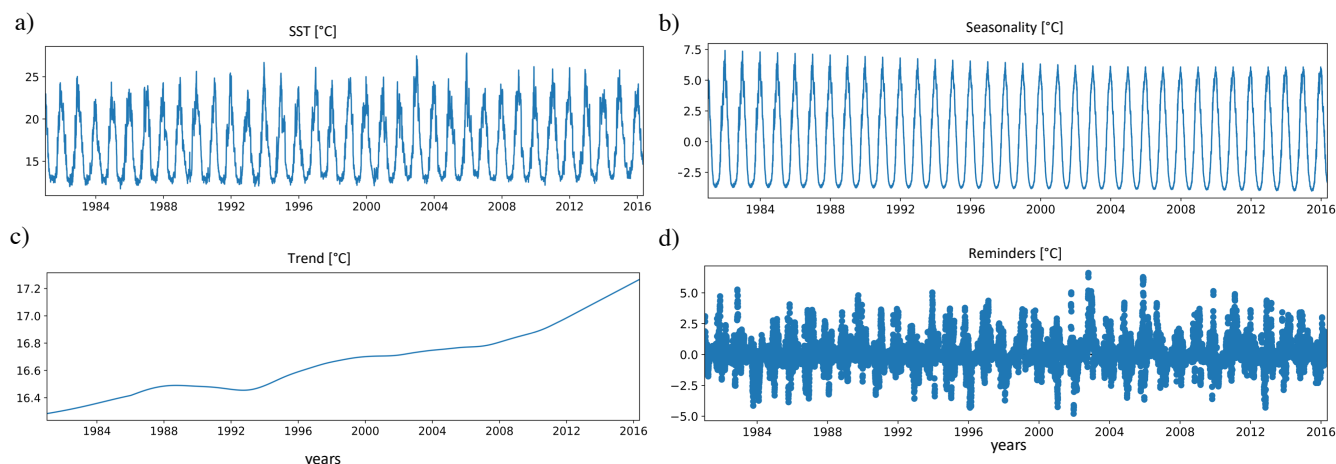 a)
SST [°C]
25
20
15
1984 1988 1992 1996 2000 2004 2008 2012 2016
b)
Seasonality [°C]
7.5
5.0
2.5
0.0
−2.5
1984 1988 1992 1996 2000 2004 2008 2012 2016
c)
Trend [°C]
17.2
17.0
16.8
16.6
16.4
1984 1988 1992 1996 2000 2004 2008 2012 2016
years
d)
Reminders [°C]
5.0
2.5
0.0
−2.5
−5.0
1984 1988 1992 1996 2000 2004 2008 2012 2016
years